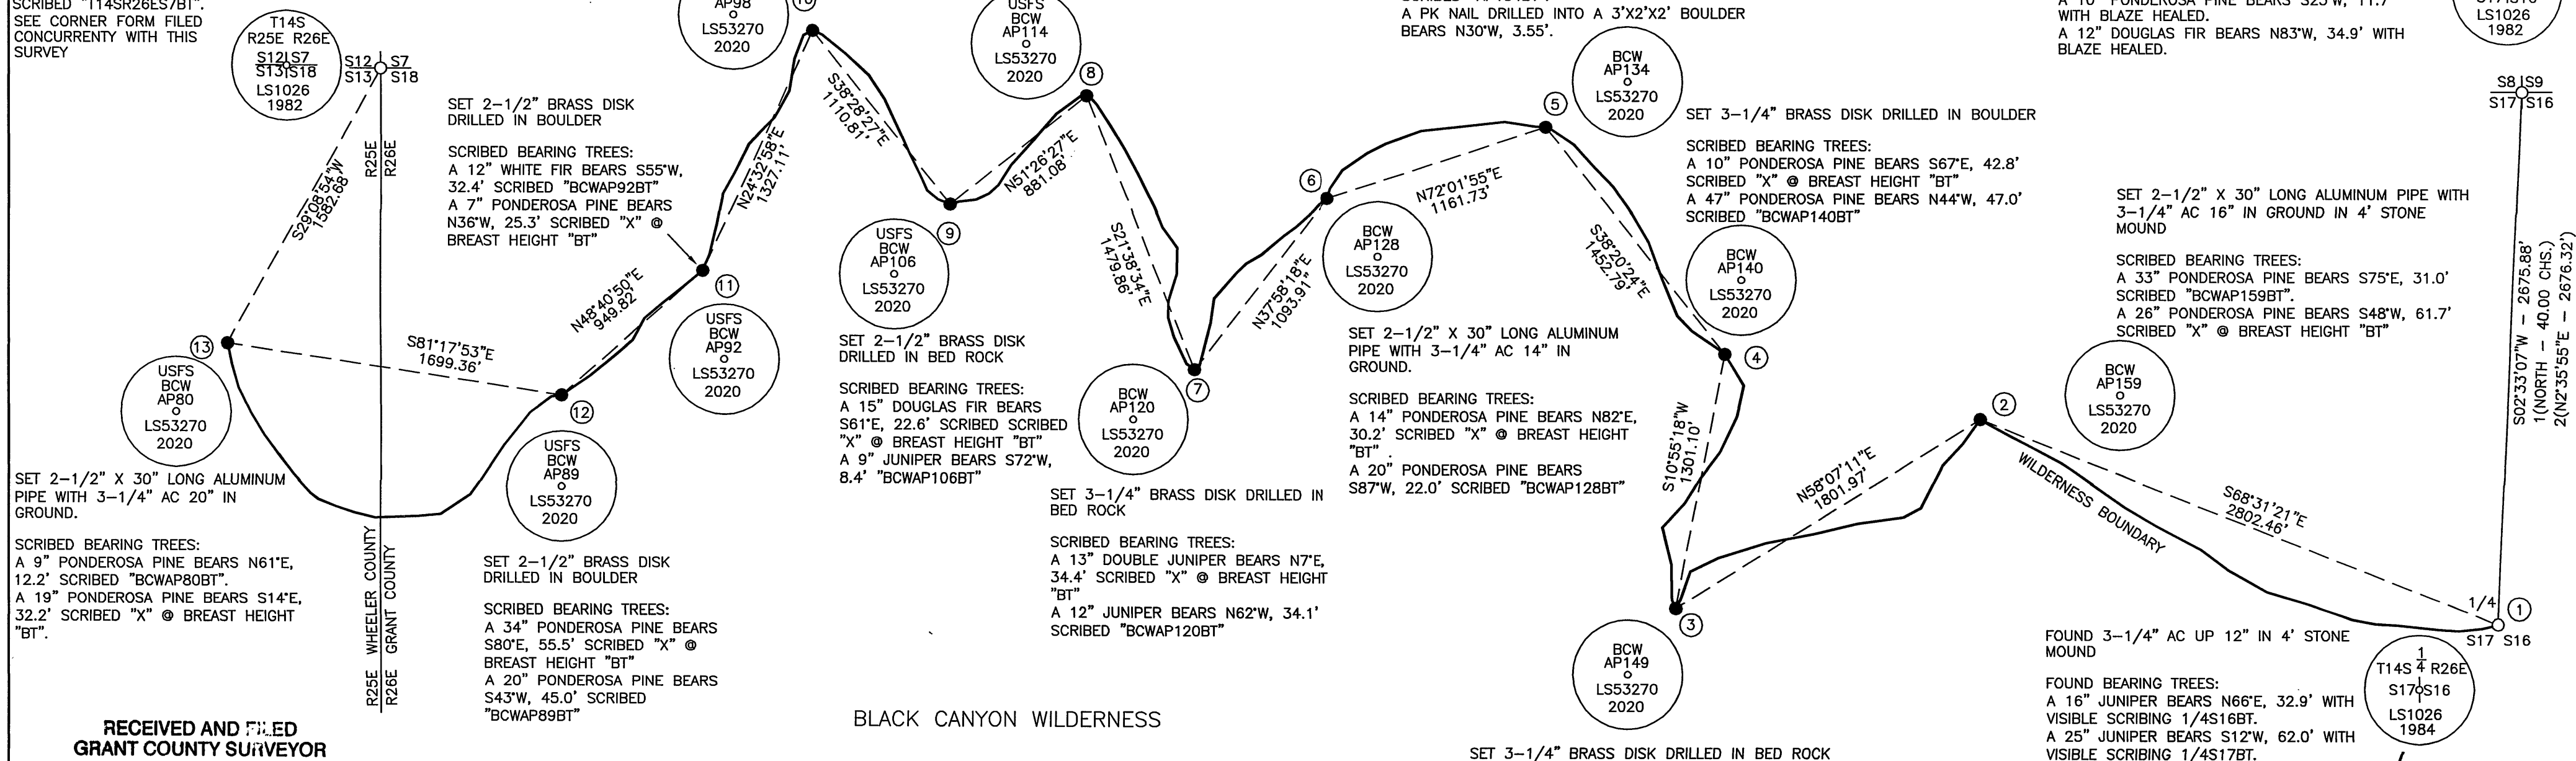 SCRIBED "T14SR26ES7BT".
SEE CORNER FORM FILED
CONCURRENTY WITH THIS
SURVEY
T14S
R25E R26E
S12|S7
S13|S18
LS1026
1982
S12 S7
S13 S18
R25E
R26E
S29°08'54"W
1582.68'
13
USFS
BCW
AP80
LS53270
2020
SET 2-1/2" X 30" LONG ALUMINUM
PIPE WITH 3-1/4" AC 20" IN
GROUND.
SCRIBED BEARING TREES:
A 9" PONDEROSA PINE BEARS N61°E,
12.2' SCRIBED "BCWAP80BT".
A 19" PONDEROSA PINE BEARS S14°E,
32.2' SCRIBED "X" @ BREAST HEIGHT
"BT".
RECEIVED AND FILED
GRANT COUNTY SURVEYOR
R25E WHEELER COUNTY
R26E GRANT COUNTY
S81°17'53"E
1699.36'
12
USFS
BCW
AP89
LS53270
2020
SET 2-1/2" BRASS DISK
DRILLED IN BOULDER
SCRIBED BEARING TREES:
A 34" PONDEROSA PINE BEARS
S80°E, 55.5' SCRIBED "X" @
BREAST HEIGHT "BT"
A 20" PONDEROSA PINE BEARS
S43°W, 45.0' SCRIBED
"BCWAP89BT"
SET 2-1/2" BRASS DISK
DRILLED IN BOULDER
SCRIBED BEARING TREES:
A 12" WHITE FIR BEARS S55°W,
32.4' SCRIBED "BCWAP92BT"
A 7" PONDEROSA PINE BEARS
N36°W, 25.3' SCRIBED "X" @
BREAST HEIGHT "BT"
N48°40'50"E
949.82'
11
USFS
BCW
AP92
LS53270
2020
N24°32'58"E
1327.11'
AP98
LS53270
2020
10
S38°28'27"E
1110.81'
9
USFS
BCW
AP106
LS53270
2020
SET 2-1/2" BRASS DISK
DRILLED IN BED ROCK
SCRIBED BEARING TREES:
A 15" DOUGLAS FIR BEARS
S61°E, 22.6' SCRIBED SCRIBED
"X" @ BREAST HEIGHT "BT"
A 9" JUNIPER BEARS S72°W,
8.4' "BCWAP106BT"
N51°26'27"E
881.08'
USFS
BCW
AP114
LS53270
2020
8
S21°38'34"E
1479.86'
7
BCW
AP120
LS53270
2020
SET 3-1/4" BRASS DISK DRILLED IN
BED ROCK
SCRIBED BEARING TREES:
A 13" DOUBLE JUNIPER BEARS N7°E,
34.4' SCRIBED "X" @ BREAST HEIGHT
"BT"
A 12" JUNIPER BEARS N62°W, 34.1'
SCRIBED "BCWAP120BT"
BLACK CANYON WILDERNESS
N37°58'18"E
1093.91'
6
BCW
AP128
LS53270
2020
SET 2-1/2" X 30" LONG ALUMINUM
PIPE WITH 3-1/4" AC 14" IN
GROUND.
SCRIBED BEARING TREES:
A 14" PONDEROSA PINE BEARS N82°E,
30.2' SCRIBED "X" @ BREAST HEIGHT
"BT" .
A 20" PONDEROSA PINE BEARS
S87°W, 22.0' SCRIBED "BCWAP128BT"
A PK NAIL DRILLED INTO A 3'X2'X2' BOULDER
BEARS N30°W, 3.55'.
N72°01'55"E
1161.73'
5
BCW
AP134
LS53270
2020
S38°20'24"E
1452.79'
SET 3-1/4" BRASS DISK DRILLED IN BOULDER
SCRIBED BEARING TREES:
A 10" PONDEROSA PINE BEARS S67°E, 42.8'
SCRIBED "X" @ BREAST HEIGHT "BT"
A 47" PONDEROSA PINE BEARS N44°W, 47.0'
SCRIBED "BCWAP140BT"
BCW
AP140
LS53270
2020
4
S10°55'18"W
1301.10'
3
BCW
AP149
LS53270
2020
SET 3-1/4" BRASS DISK DRILLED IN BED ROCK
N58°07'11"E
1801.97'
2
BCW
AP159
LS53270
2020
SET 2-1/2" X 30" LONG ALUMINUM PIPE WITH
3-1/4" AC 16" IN GROUND IN 4' STONE
MOUND
SCRIBED BEARING TREES:
A 33" PONDEROSA PINE BEARS S75°E, 31.0'
SCRIBED "BCWAP159BT".
A 26" PONDEROSA PINE BEARS S48°W, 61.7'
SCRIBED "X" @ BREAST HEIGHT "BT"
WITH BLAZE HEALED.
A 12" DOUGLAS FIR BEARS N83°W, 34.9' WITH
BLAZE HEALED.
LS1026
1982
S8 S9
S17 S16
S02°33'07"W - 2675.88'
1(NORTH - 40.00 CHS.)
2(N2°35'55"E - 2676.32')
WILDERNESS BOUNDARY
S68°31'21"E
2802.46'
1/4
1
S17 S16
FOUND 3-1/4" AC UP 12" IN 4' STONE
MOUND
FOUND BEARING TREES:
A 16" JUNIPER BEARS N66°E, 32.9' WITH
VISIBLE SCRIBING 1/4S16BT.
A 25" JUNIPER BEARS S12°W, 62.0' WITH
VISIBLE SCRIBING 1/4S17BT.
1
T14S 4 R26E
S17 S16
LS1026
1984